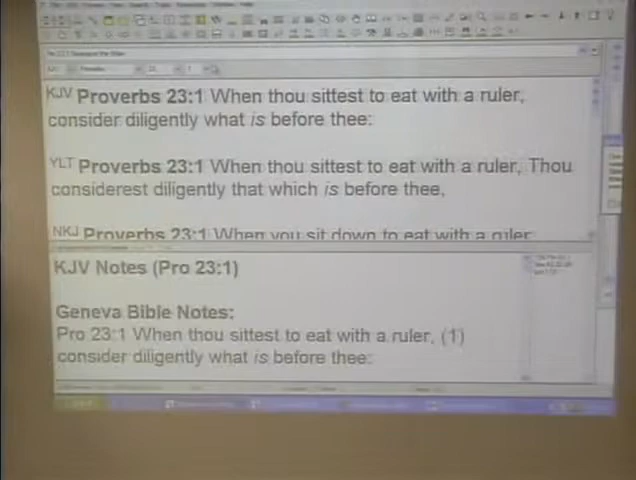 KJV Proverbs 23:1 When thou sittest to eat with a ruler,
consider diligently what is before thee:
YLT Proverbs 23:1 When thou sittest to eat with a ruler, Thou
considerest diligently that which is before thee,
NKJ Proverbs 23:1 When you sit down to eat with a ruler
KJV Notes (Pro 23:1)
Geneva Bible Notes:
Pro 23:1 When thou sittest to eat with a ruler, (1)
consider diligently what is before thee: